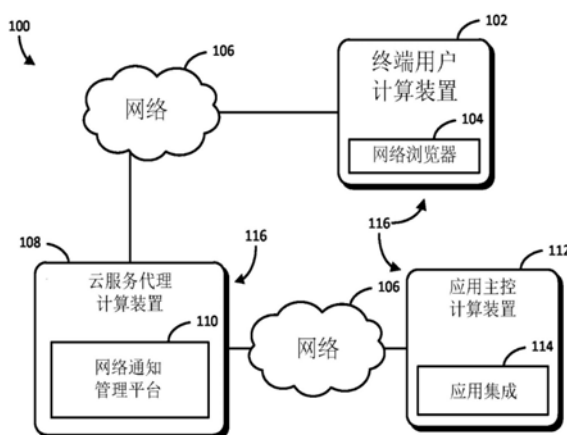 100
106
102
网络
终端用户
计算装置
104
网络浏览器
116
116
108
112
云服务代理
计算装置
106
应用主控
计算装置
110
网络通知
管理平台
网络
114
应用集成